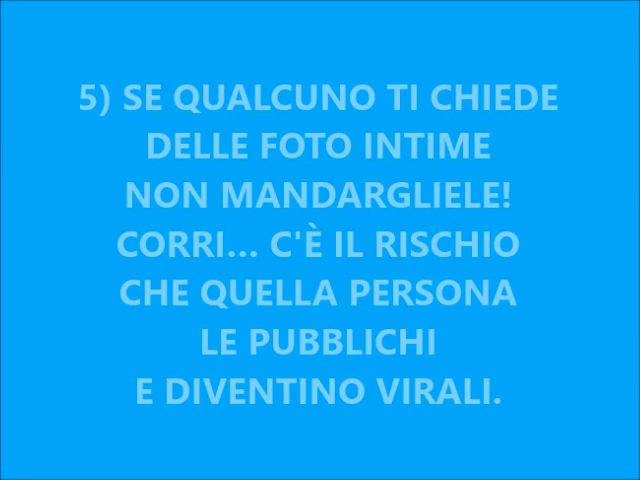 5) SE QUALCUNO TI CHIEDE
DELLE FOTO INTIME
NON MANDARGLIELE!
CORRI... C'È IL RISCHIO
CHE QUELLA PERSONA
LE PUBBLICHI
E DIVENTINO VIRALI.